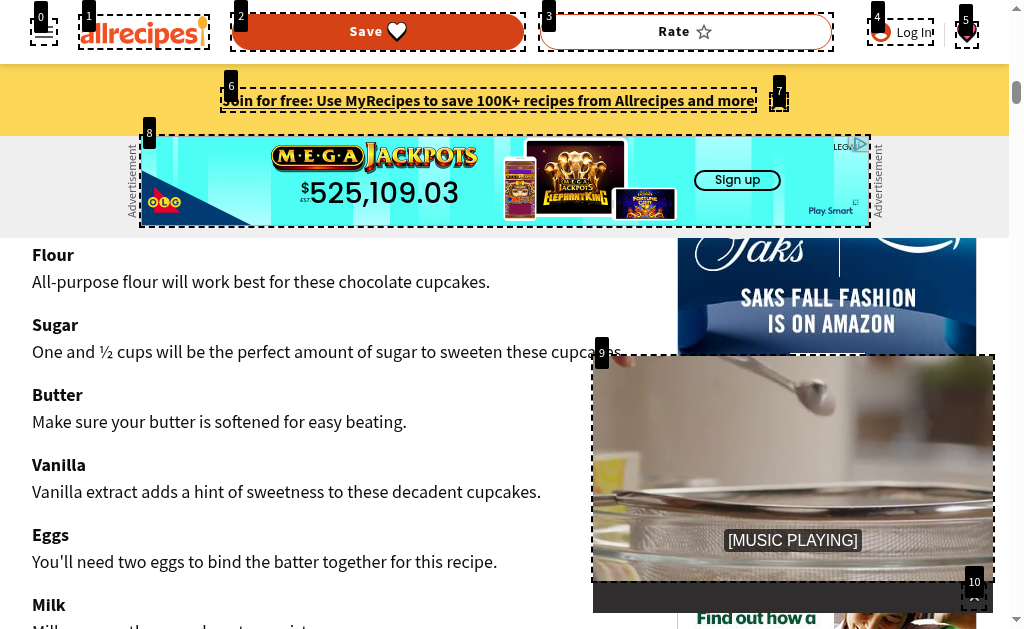 0
1
2
3
4
5
allrecipes
Save
Rate
Log In
6
7
Join for free: Use MyRecipes to save 100K+ recipes from Allrecipes and more
8
Advertisement
MEGA JACKPOTS
EST. $525,109.03
OLG
MEGA JACKPOTS
ELEPHANT KING
Sign up
Play Smart
Advertisement
Flour
All-purpose flour will work best for these chocolate cupcakes.
Saks
SAKS FALL FASHION
IS ON AMAZON
Sugar
One and ½ cups will be the perfect amount of sugar to sweeten these
9
Butter
Make sure your butter is softened for easy beating.
Vanilla
Vanilla extract adds a hint of sweetness to these decadent cupcakes.
Eggs
You'll need two eggs to bind the batter together for this recipe.
[MUSIC PLAYING]
10
Milk
Find out how a